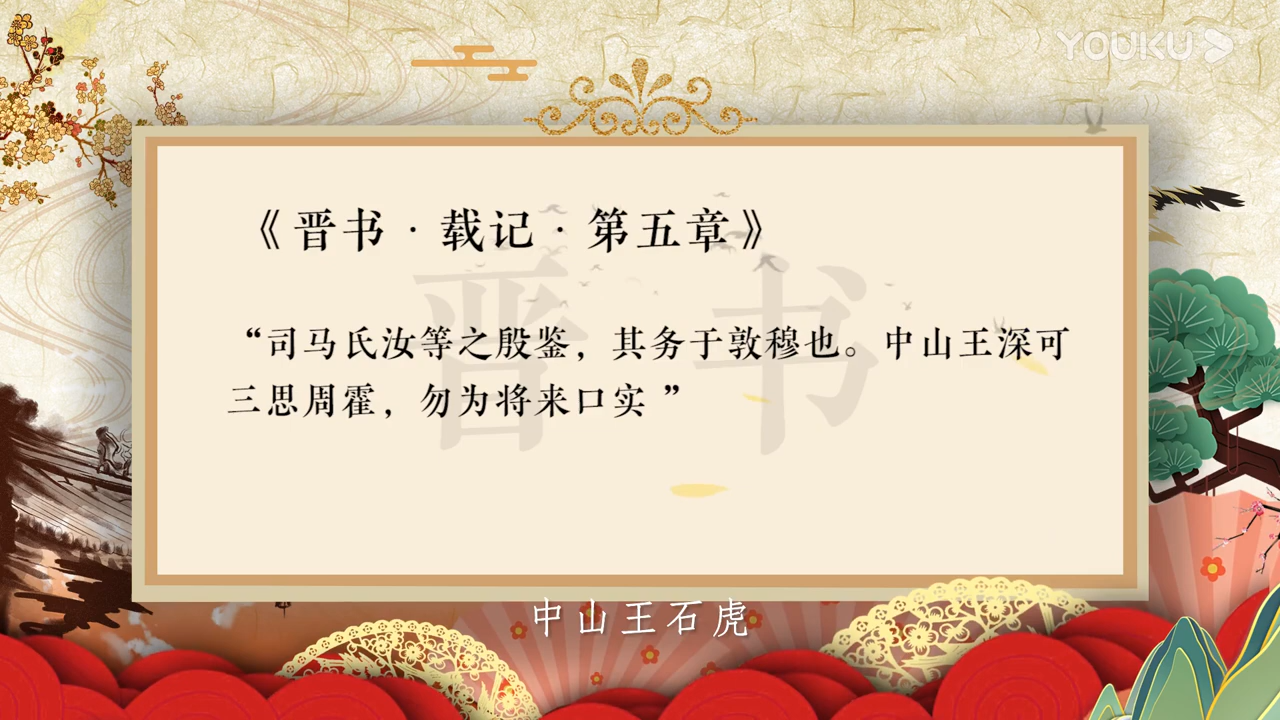 YOUKU
《晋书·载记·第五章》
晋书
“司马氏汝等之殷鉴，其务于敦穆也。中山王深可
三思周霍，勿为将来口实 ”
中山王石虎